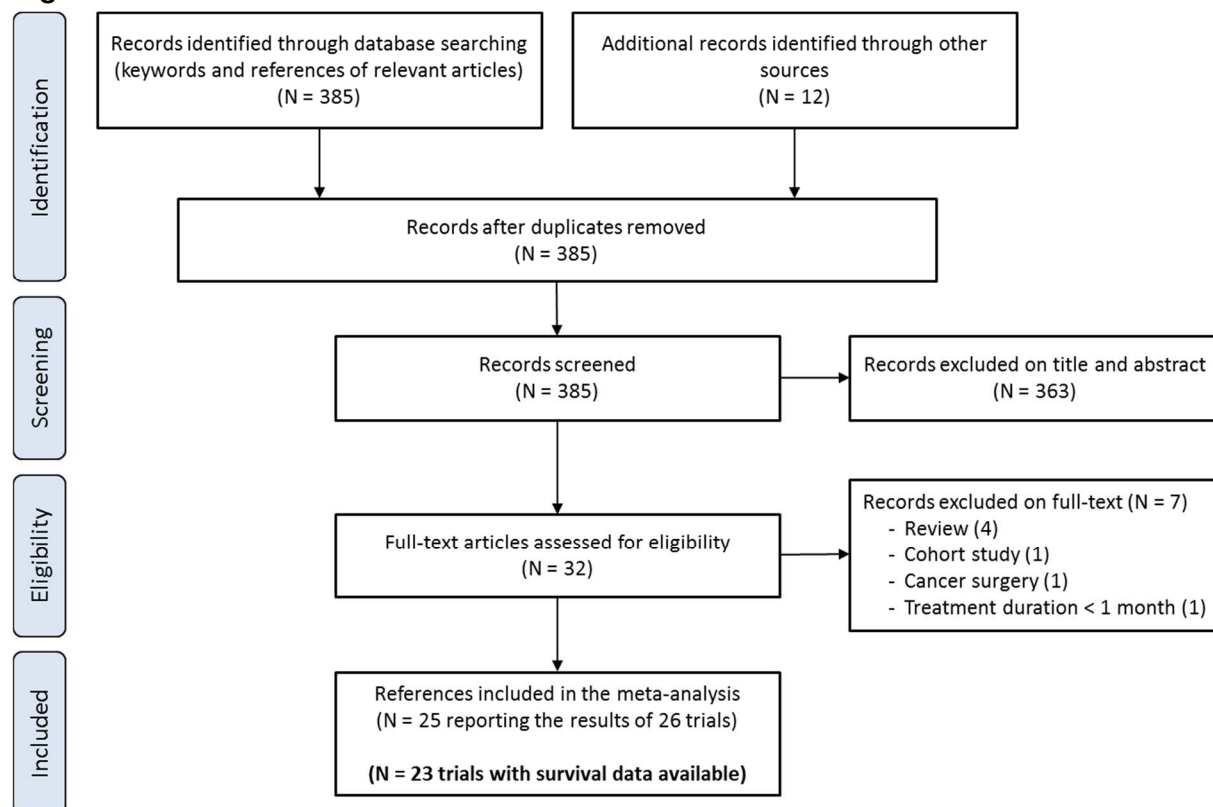 Identification
Records identified through database searching
(keywords and references of relevant articles)
(N = 385)
Additional records identified through other
sources
(N = 12)
Records after duplicates removed
(N = 385)
Screening
Records screened
(N = 385)
Records excluded on title and abstract
(N = 363)
Eligibility
Full-text articles assessed for eligibility
(N = 32)
Records excluded on full-text (N = 7)
- Review (4)
- Cohort study (1)
- Cancer surgery (1)
- Treatment duration < 1 month (1)
Included
References included in the meta-analysis
(N = 25 reporting the results of 26 trials)
(N = 23 trials with survival data available)